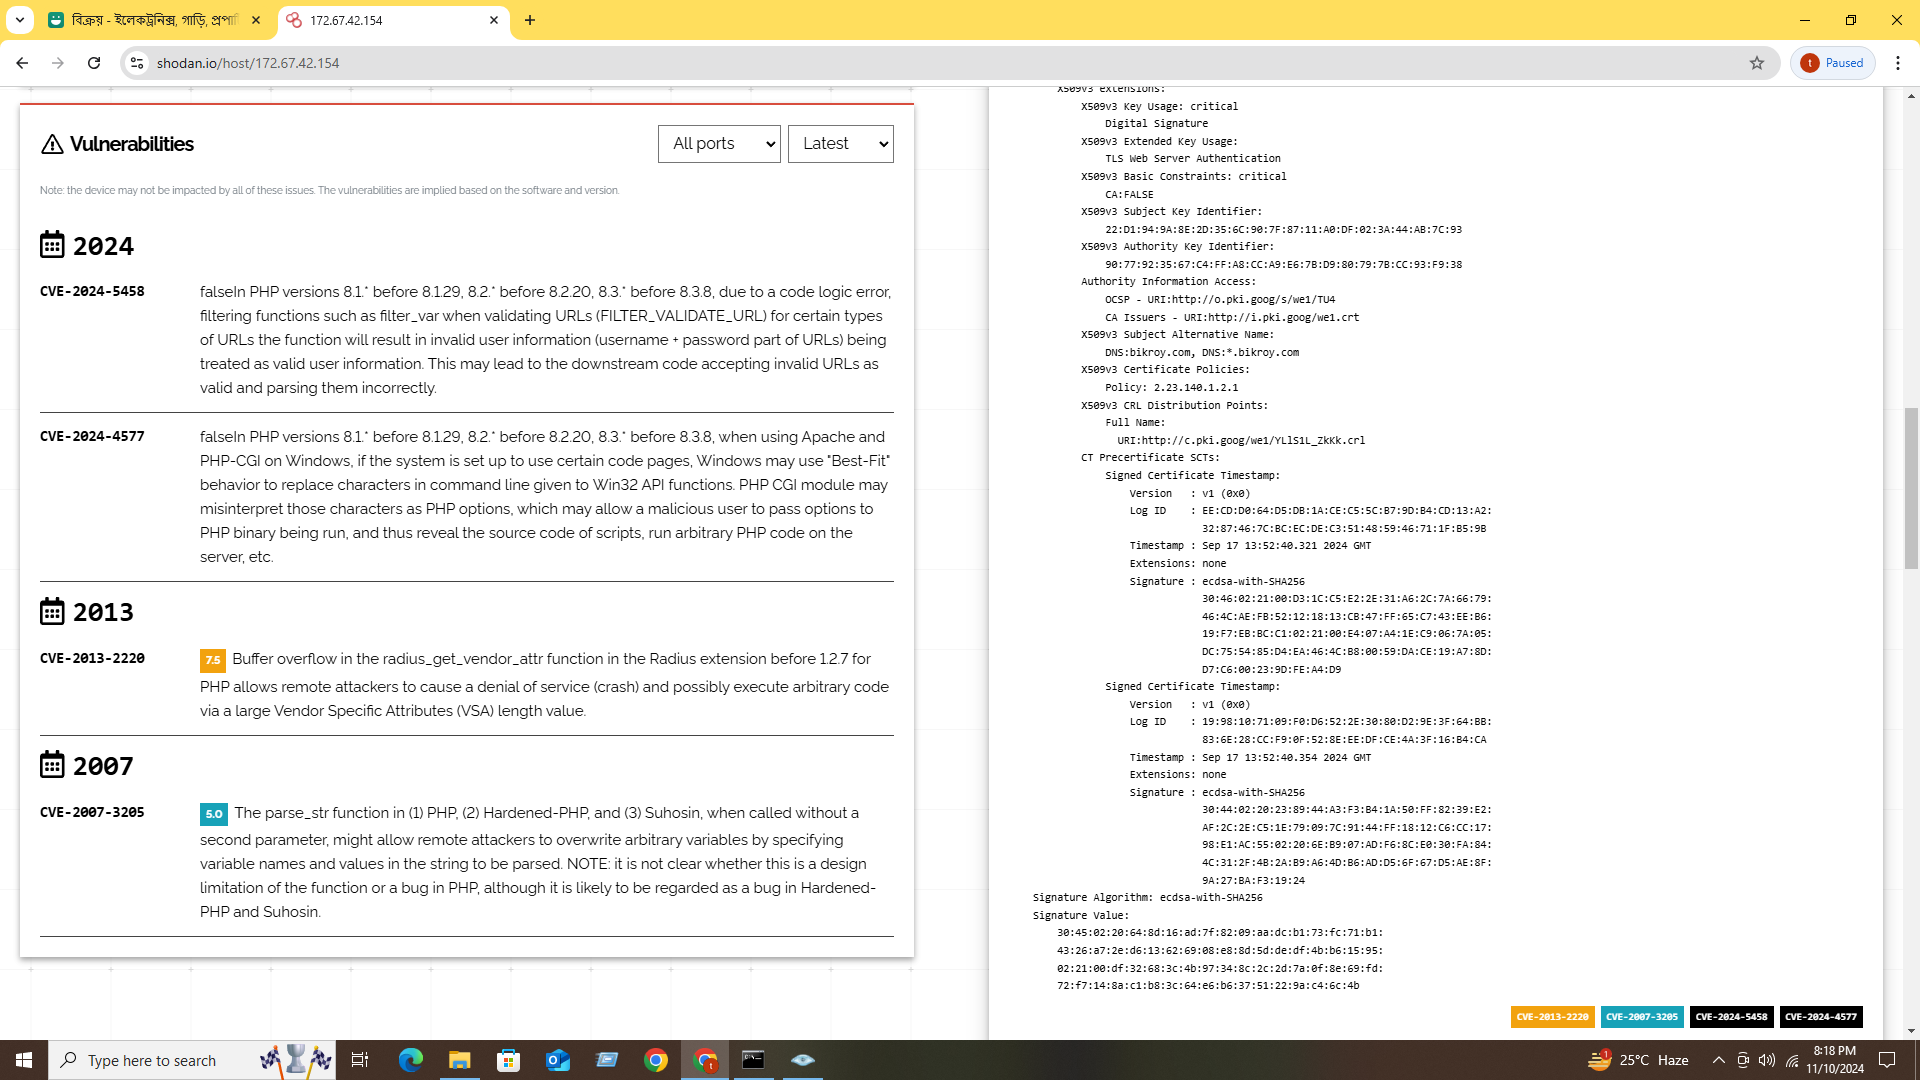 বিক্রয় - ইলেকট্রনিক্স, গাড়ি, প্রপা
172.67.42.154
shodan.io/host/172.67.42.154
t
Paused
Vulnerabilities
All ports
Latest
Note: the device may not be impacted by all of these issues. The vulnerabilities are implied based on the software and version.
2024
CVE-2024-5458
falseIn PHP versions 8.1.* before 8.1.29, 8.2.* before 8.2.20, 8.3.* before 8.3.8, due to a code logic error,
filtering functions such as filter_var when validating URLs (FILTER_VALIDATE_URL) for certain types
of URLs the function will result in invalid user information (username + password part of URLs) being
treated as valid user information. This may lead to the downstream code accepting invalid URLs as
valid and parsing them incorrectly.
CVE-2024-4577
falseIn PHP versions 8.1.* before 8.1.29, 8.2.* before 8.2.20, 8.3.* before 8.3.8, when using Apache and
PHP-CGI on Windows, if the system is set up to use certain code pages, Windows may use "Best-Fit"
behavior to replace characters in command line given to Win32 API functions. PHP CGI module may
misinterpret those characters as PHP options, which may allow a malicious user to pass options to
PHP binary being run, and thus reveal the source code of scripts, run arbitrary PHP code on the
server, etc.
2013
CVE-2013-2220
7.5 Buffer overflow in the radius_get_vendor_attr function in the Radius extension before 1.2.7 for
PHP allows remote attackers to cause a denial of service (crash) and possibly execute arbitrary code
via a large Vendor Specific Attributes (VSA) length value.
2007
CVE-2007-3205
5.0 The parse_str function in (1) PHP, (2) Hardened-PHP, and (3) Suhosin, when called without a
second parameter, might allow remote attackers to overwrite arbitrary variables by specifying
variable names and values in the string to be parsed. NOTE: it is not clear whether this is a design
limitation of the function or a bug in PHP, although it is likely to be regarded as a bug in Hardened-
PHP and Suhosin.
X509v3 extensions:
X509v3 Key Usage: critical
Digital Signature
X509v3 Extended Key Usage:
TLS Web Server Authentication
X509v3 Basic Constraints: critical
CA:FALSE
X509v3 Subject Key Identifier:
22:D1:94:9A:8E:2D:35:6C:90:7F:87:11:A0:DF:02:3A:44:AB:7C:93
X509v3 Authority Key Identifier:
90:77:92:35:67:C4:FF:A8:CC:A9:E6:7B:D9:80:79:7B:CC:93:F9:38
Authority Information Access:
OCSP - URI:http://o.pki.goog/s/we1/TU4
CA Issuers - URI:http://i.pki.goog/we1.crt
X509v3 Subject Alternative Name:
DNS:bikroy.com, DNS:*.bikroy.com
X509v3 Certificate Policies:
Policy: 2.23.140.1.2.1
X509v3 CRL Distribution Points:
Full Name:
URI:http://c.pki.goog/we1/YLlS1L_ZkKk.crl
CT Precertificate SCTs:
Signed Certificate Timestamp:
Version : v1 (0x0)
Log ID : EE:CD:D0:64:D5:DB:1A:CE:C5:5C:B7:9D:B4:CD:13:A2:
32:87:46:7C:BC:EC:DE:C3:51:48:59:46:71:1F:B5:9B
Timestamp : Sep 17 13:52:40.321 2024 GMT
Extensions: none
Signature : ecdsa-with-SHA256
30:46:02:21:00:D3:1C:C5:E2:2E:31:A6:2C:7A:66:79:
46:4C:AE:FB:52:12:18:13:CB:47:FF:65:C7:43:EE:B6:
19:F7:EB:BC:C1:02:21:00:E4:07:A4:1E:C9:06:7A:05:
DC:75:54:85:D4:EA:46:4C:B8:00:59:DA:CE:19:A7:8D:
D7:C6:00:23:9D:FE:A4:D9
Signed Certificate Timestamp:
Version : v1 (0x0)
Log ID : 19:98:10:71:09:F0:D6:52:2E:30:80:D2:9E:3F:64:BB:
83:6E:28:CC:F9:0F:52:8E:EE:DF:CE:4A:3F:16:B4:CA
Timestamp : Sep 17 13:52:40.354 2024 GMT
Extensions: none
Signature : ecdsa-with-SHA256
30:44:02:20:23:89:44:A3:F3:B4:1A:50:FF:82:39:E2:
AF:2C:2E:C5:1E:79:09:7C:91:44:FF:18:12:C6:CC:17:
98:E1:AC:55:02:20:6E:B9:07:AD:F6:8C:E0:30:FA:84:
4C:31:2F:4B:2A:B9:A6:4D:B6:AD:D5:6F:67:D5:AE:8F:
9A:27:BA:F3:19:24
Signature Algorithm: ecdsa-with-SHA256
Signature Value:
30:45:02:20:64:8d:16:ad:7f:82:09:aa:dc:b1:73:fc:71:b1:
43:26:a7:2e:d6:13:62:69:08:e8:8d:5d:de:df:4b:b6:15:95:
02:21:00:df:32:68:3c:4b:97:34:8c:2c:2d:7a:0f:8e:69:fd:
72:f7:14:8a:c1:b8:3c:64:e6:b6:37:51:22:9a:c4:6c:4b
CVE-2013-2220 CVE-2007-3205 CVE-2024-5458 CVE-2024-4577
Type here to search
25°C Haze
8:18 PM
11/10/2024